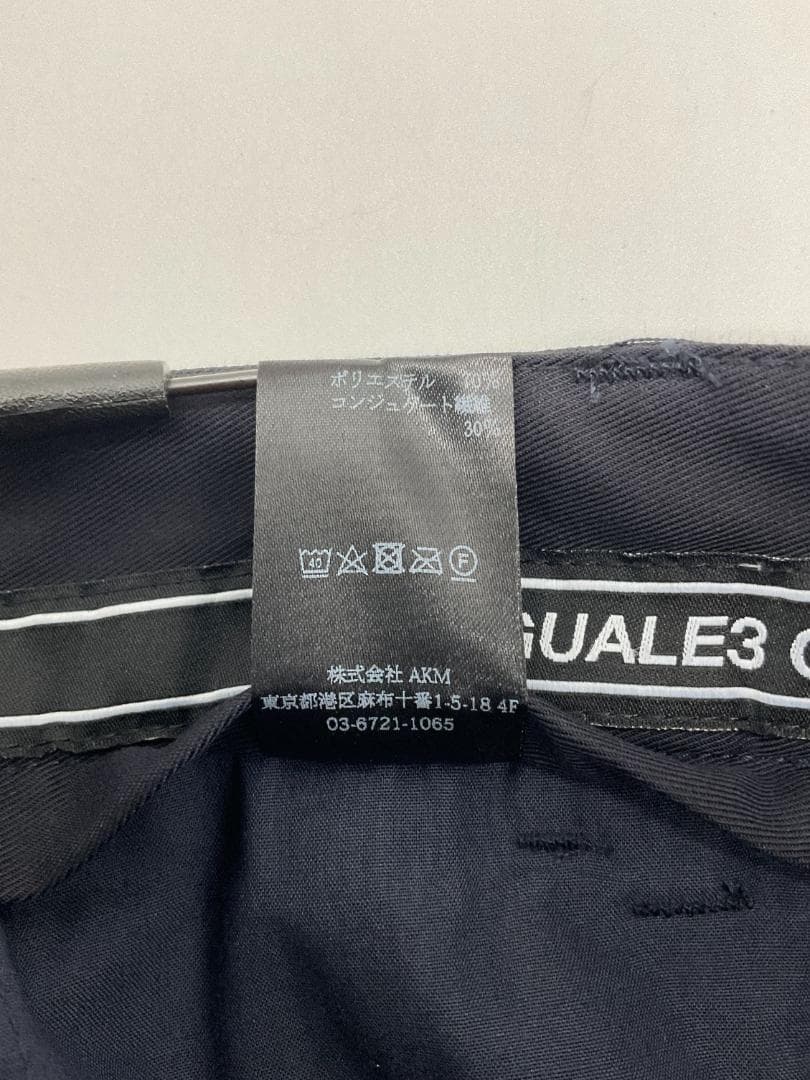 ポリエステル
コンジュゲート繊維
30%
40
F
GUALE3
株式会社 AKM
東京都港区麻布十番1-5-18 4F
03-6721-1065